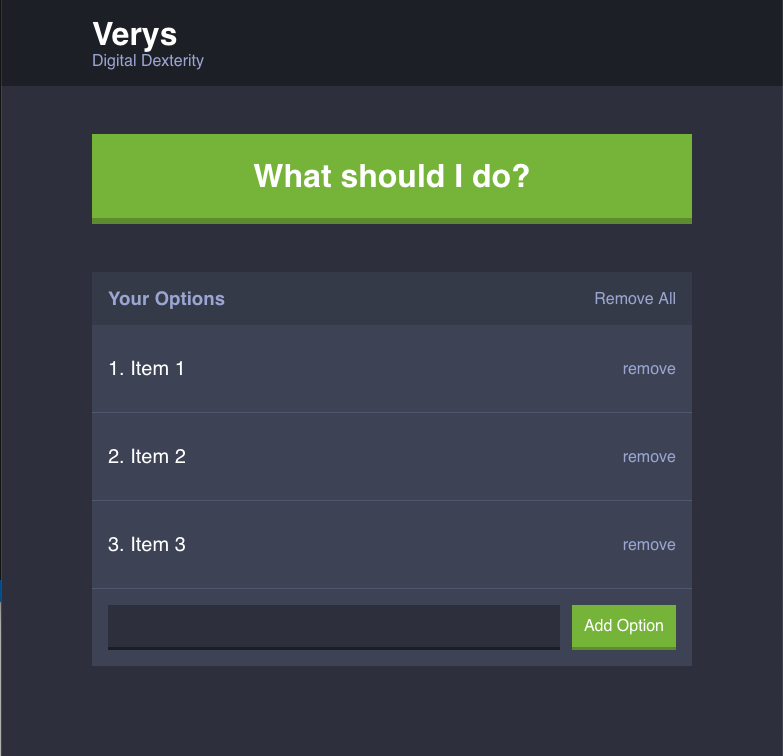 Verys
Digital Dexterity
What should I do?
Your Options
Remove All
1. Item 1
remove
2. Item 2
remove
3. Item 3
remove
Add Option